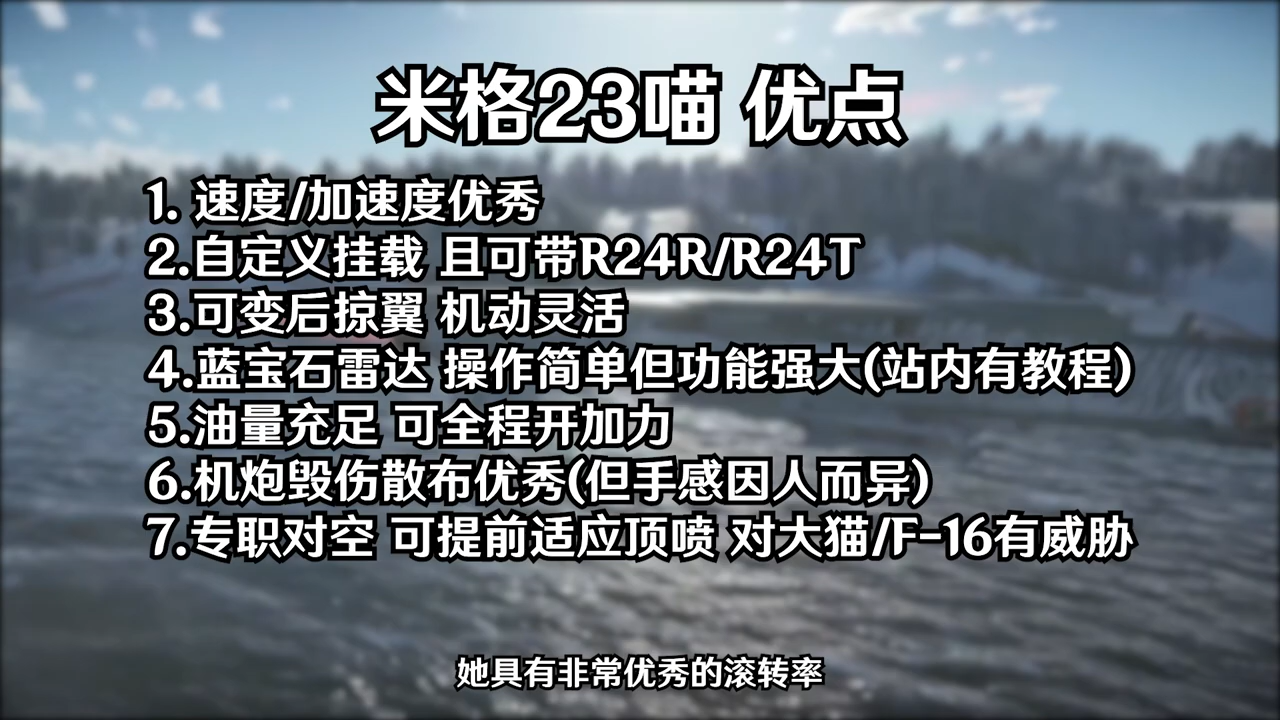 米格23喵 优点
1. 速度/加速度优秀
2.自定义挂载 且可带R24R/R24T
3.可变后掠翼 机动灵活
4.蓝宝石雷达 操作简单但功能强大(站内有教程)
5.油量充足 可全程开加力
6.机炮毁伤散布优秀(但手感因人而异)
7.专职对空 可提前适应顶喷 对大猫/F-16有威胁
她具有非常优秀的滚转率